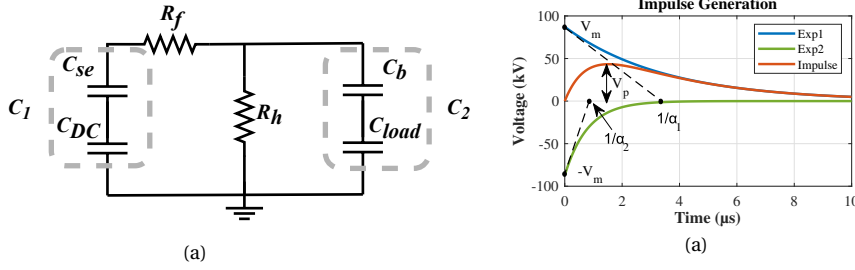 (a)
R_f
C_se
C_1
C_DC
R_h
C_b
C_load
C_2
(a)
Impulse Generation
100
50
0
-50
-100
Voltage (kV)
V_m
Exp1
Exp2
Impulse
V_p
1/α_2
1/α_1
-V_m
0
2
4
6
8
10
Time (μs)
(a)